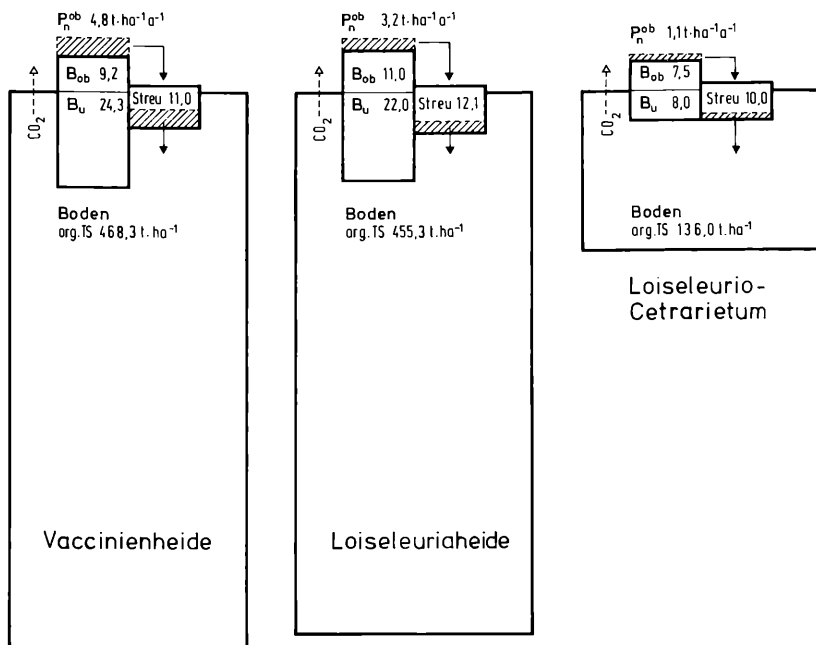 P_n^ob 4,8 t·ha⁻¹a⁻¹
B_ob 9,2
B_u 24,3
Streu 11,0
CO₂
Boden
org.TS 468,3 t·ha⁻¹
Vaccinienheide
P_n^ob 3,2 t·ha⁻¹a⁻¹
B_ob 11,0
B_u 22,0
Streu 12,1
CO₂
Boden
org.TS 455,3 t·ha⁻¹
Loiseleuriaheide
P_n^ob 1,1 t·ha⁻¹a⁻¹
B_ob 7,5
B_u 8,0
Streu 10,0
CO₂
Boden
org.TS 136,0 t·ha⁻¹
Loiseleurio-
Cetrarietum